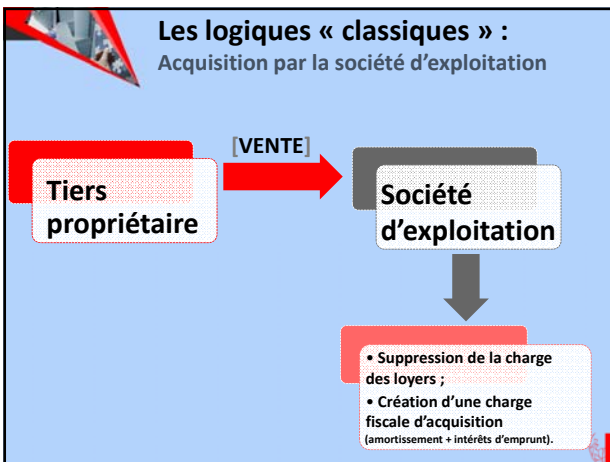 Les logiques « classiques » :
Acquisition par la société d’exploitation
[VENTE]
Tiers
propriétaire
Société
d’exploitation
• Suppression de la charge
des loyers ;
• Création d’une charge
fiscale d’acquisition
(amortissement + intérêts d’emprunt).